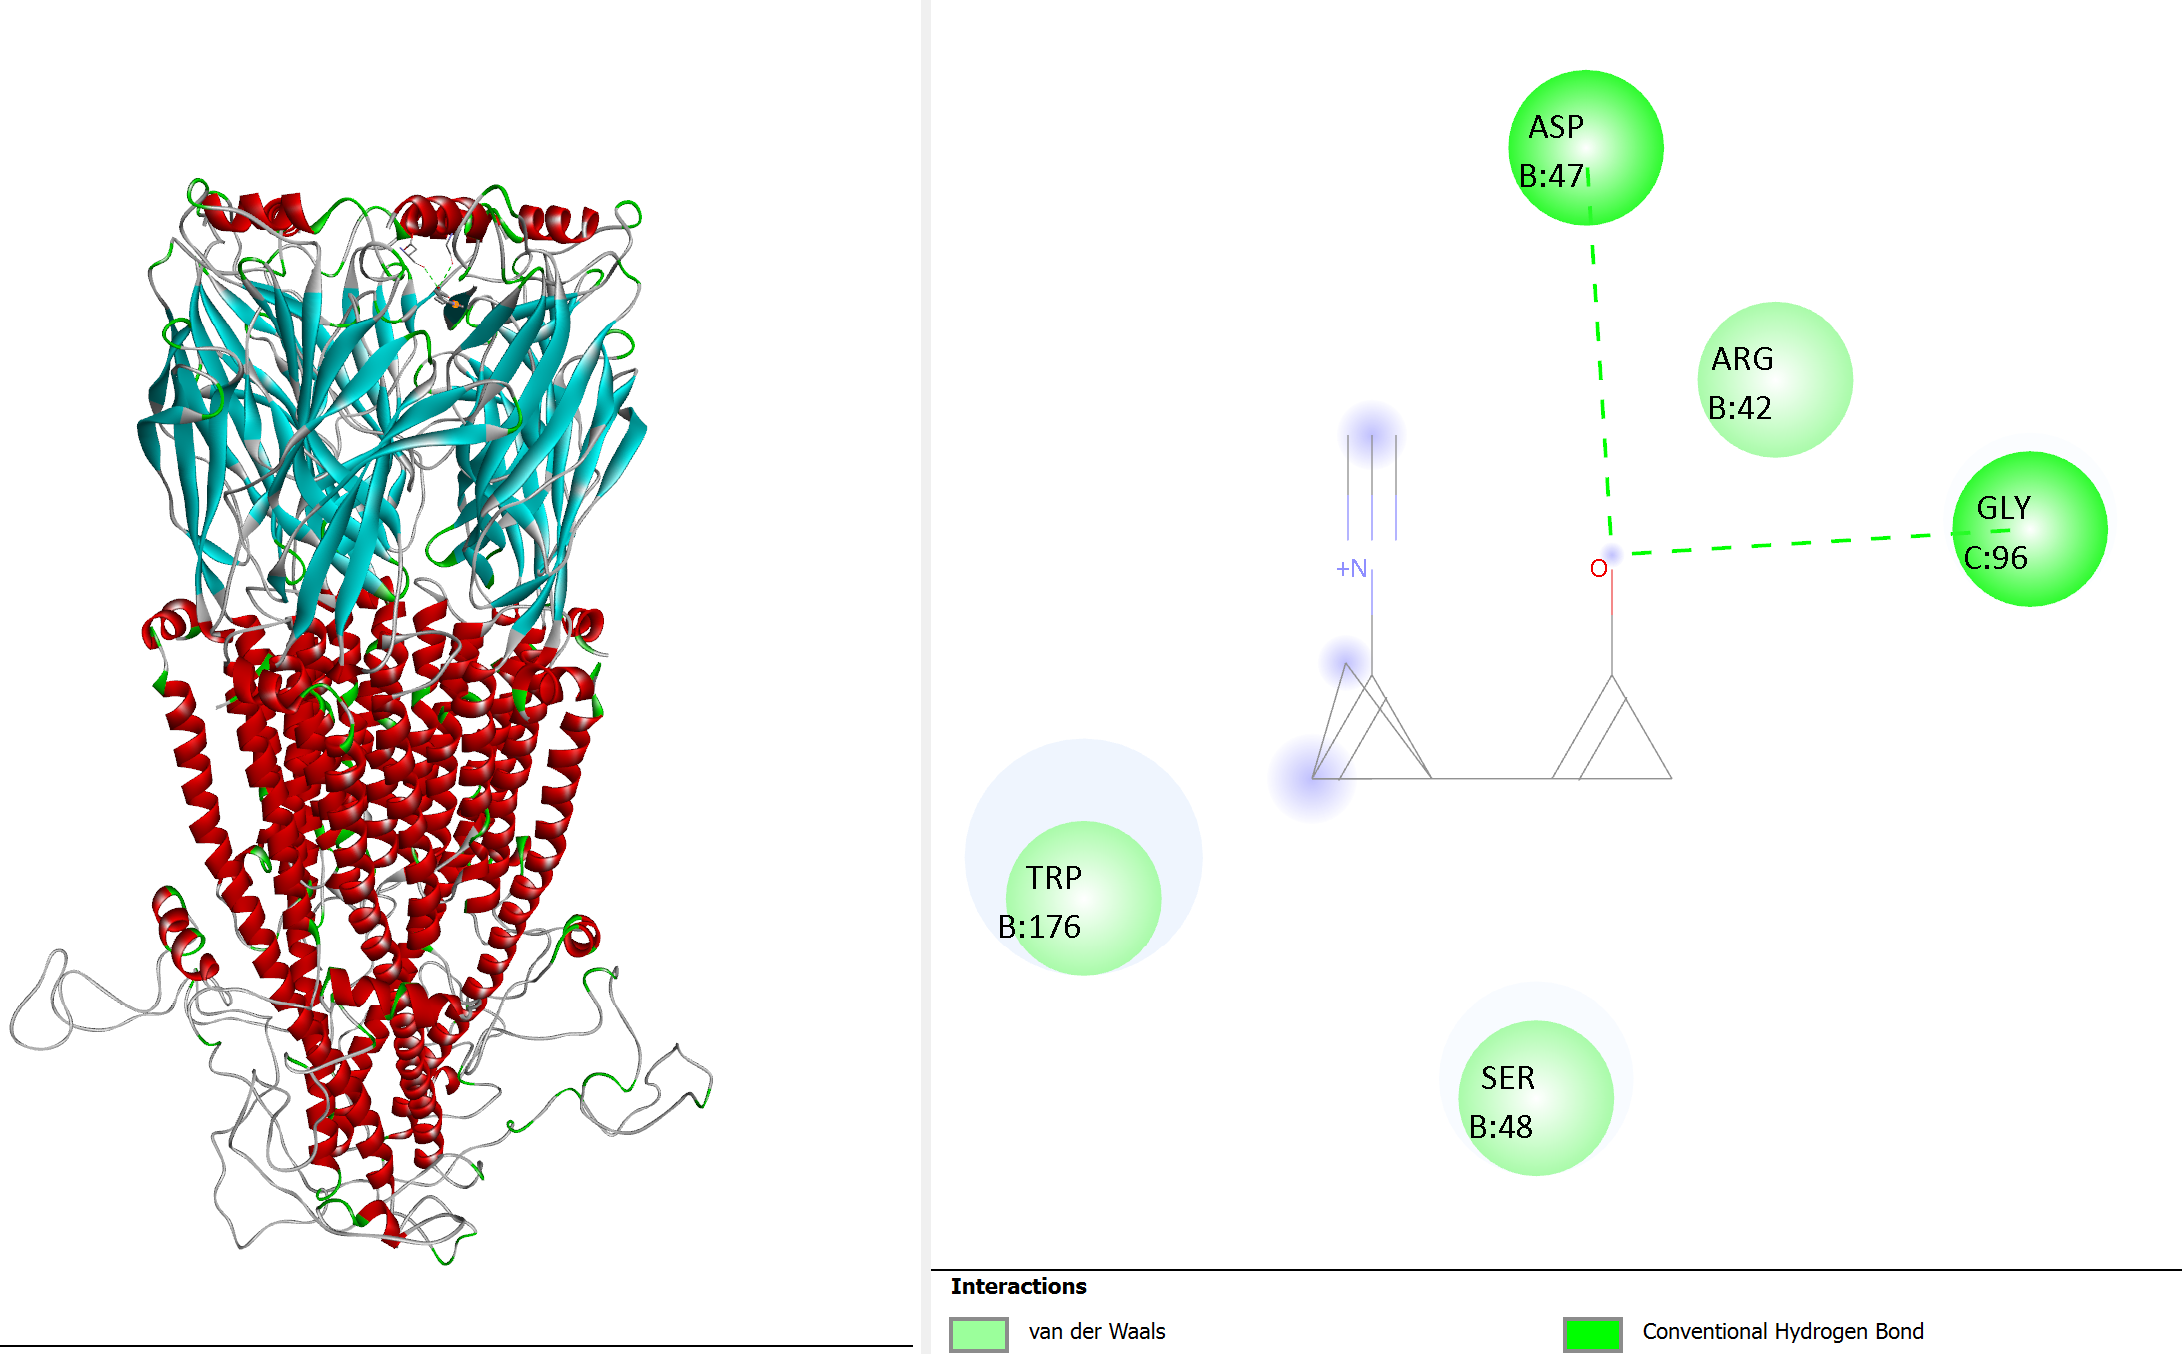 ASP
B:47
ARG
B:42
GLY
C:96
+N
O
TRP
B:176
SER
B:48
Interactions
van der Waals
Conventional Hydrogen Bond